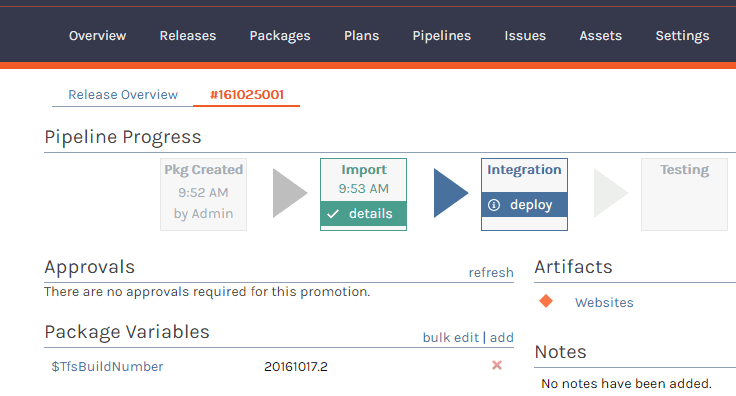 Overview Releases Packages Plans Pipelines Issues Assets Settings
Release Overview #161025001
Pipeline Progress
Pkg Created
9:52 AM
by Admin
Import
9:53 AM
details
Integration
deploy
Testing
Approvals refresh
There are no approvals required for this promotion.
Package Variables bulk edit | add
$TfsBuildNumber 20161017.2
Artifacts
Websites
Notes
No notes have been added.